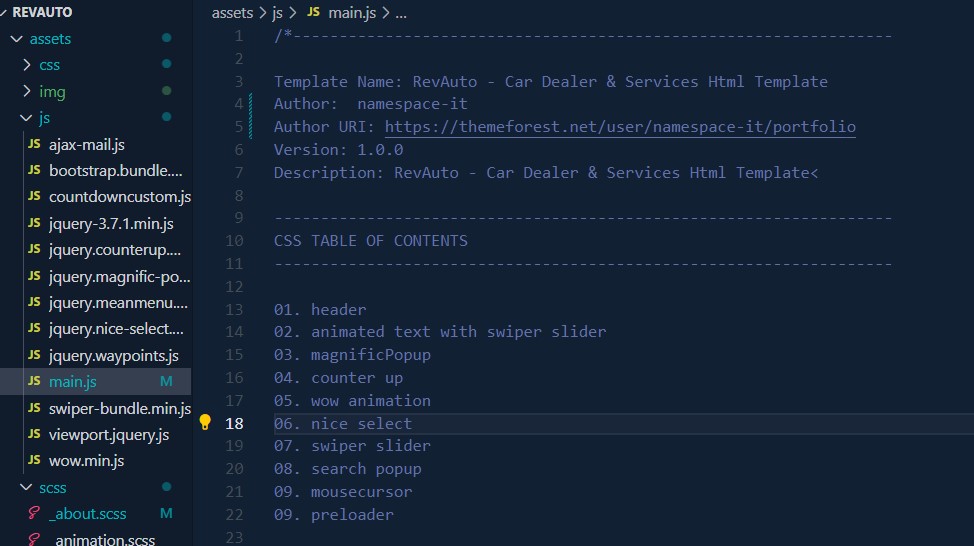 REVAUTO
assets
css
img
js
JS ajax-mail.js
JS bootstrap.bundle....
JS countdowncustom.js
JS jquery-3.7.1.min.js
JS jquery.counterup....
JS jquery.magnific-po...
JS jquery.meanmenu....
JS jquery.nice-select....
JS jquery.waypoints.js
JS main.js M
JS swiper-bundle.min.js
JS viewport.jquery.js
JS wow.min.js
scss
_about.scss M
_animation.scss
assets > js > JS main.js > ...
1 /*-----------------------------------------------------------------
2
3 Template Name: RevAuto - Car Dealer & Services Html Template
4 Author:  namespace-it
5 Author URI: https://themeforest.net/user/namespace-it/portfolio
6 Version: 1.0.0
7 Description: RevAuto - Car Dealer & Services Html Template<
8
9 -------------------------------------------------------------------
10 CSS TABLE OF CONTENTS
11 -------------------------------------------------------------------
12
13 01. header
14 02. animated text with swiper slider
15 03. magnificPopup
16 04. counter up
17 05. wow animation
18 06. nice select
19 07. swiper slider
20 08. search popup
21 09. mousecursor
22 09. preloader
23